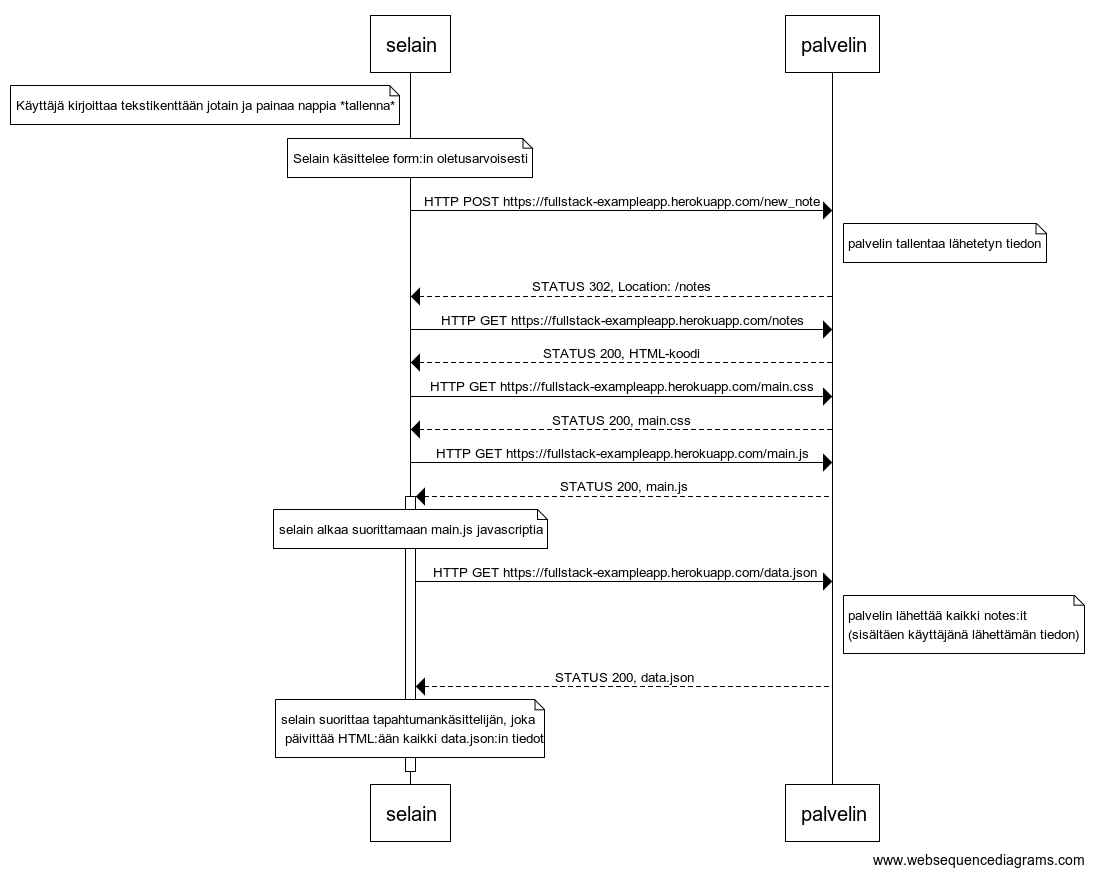 selain
palvelin
Käyttäjä kirjoittaa tekstikenttään jotain ja painaa nappia *tallenna*
Selain käsittelee form:in oletusarvoisesti
HTTP POST https://fullstack-exampleapp.herokuapp.com/new_note
palvelin tallentaa lähetetyn tiedon
STATUS 302, Location: /notes
HTTP GET https://fullstack-exampleapp.herokuapp.com/notes
STATUS 200, HTML-koodi
HTTP GET https://fullstack-exampleapp.herokuapp.com/main.css
STATUS 200, main.css
HTTP GET https://fullstack-exampleapp.herokuapp.com/main.js
STATUS 200, main.js
selain alkaa suorittamaan main.js javascriptia
HTTP GET https://fullstack-exampleapp.herokuapp.com/data.json
palvelin lähettää kaikki notes:it
(sisältäen käyttäjänä lähettämän tiedon)
STATUS 200, data.json
selain suorittaa tapahtumankäsittelijän, joka
päivittää HTML:ään kaikki data.json:in tiedot
selain
palvelin
www.websequencediagrams.com